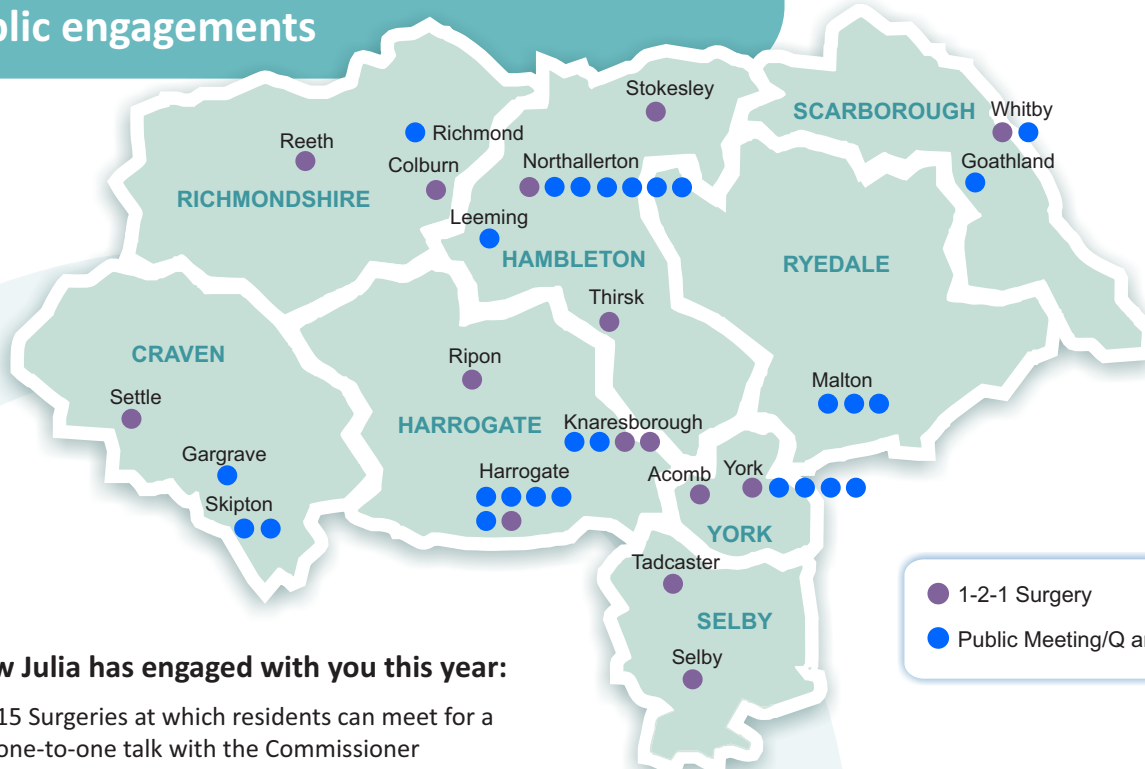 blic engagements
Stokesley
SCARBOROUGH
Whitby
Reeth
Richmond
Colburn
Northallerton
Goathland
RICHMONDSHIRE
Leeming
HAMBLETON
RYEDALE
Thirsk
CRAVEN
Ripon
Settle
Malton
HARROGATE
Knaresborough
Gargrave
Harrogate
Acomb
York
Skipton
YORK
Tadcaster
1-2-1 Surgery
SELBY
Public Meeting/Q a
Selby
w Julia has engaged with you this year:
15 Surgeries at which residents can meet for a
one-to-one talk with the Commissioner